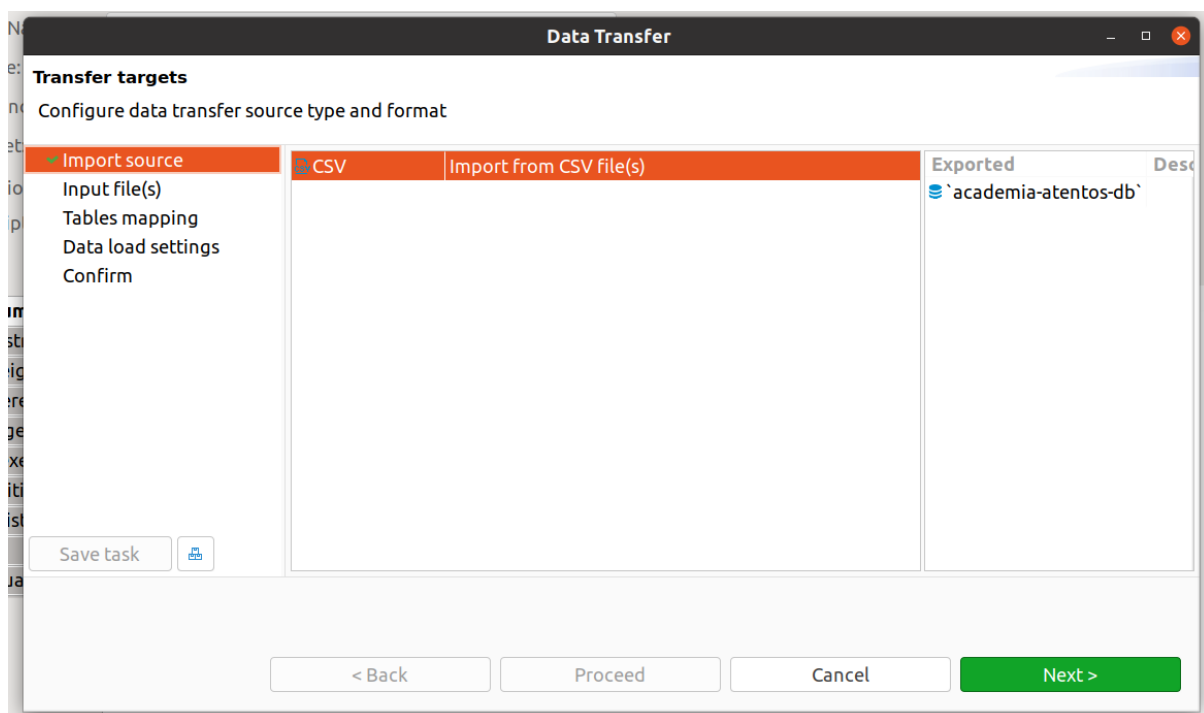 Data Transfer
Transfer targets
Configure data transfer source type and format
Import source
Input file(s)
Tables mapping
Data load settings
Confirm
CSV Import from CSV file(s)
Exported
`academia-atentos-db`
Save task
< Back Proceed Cancel Next >